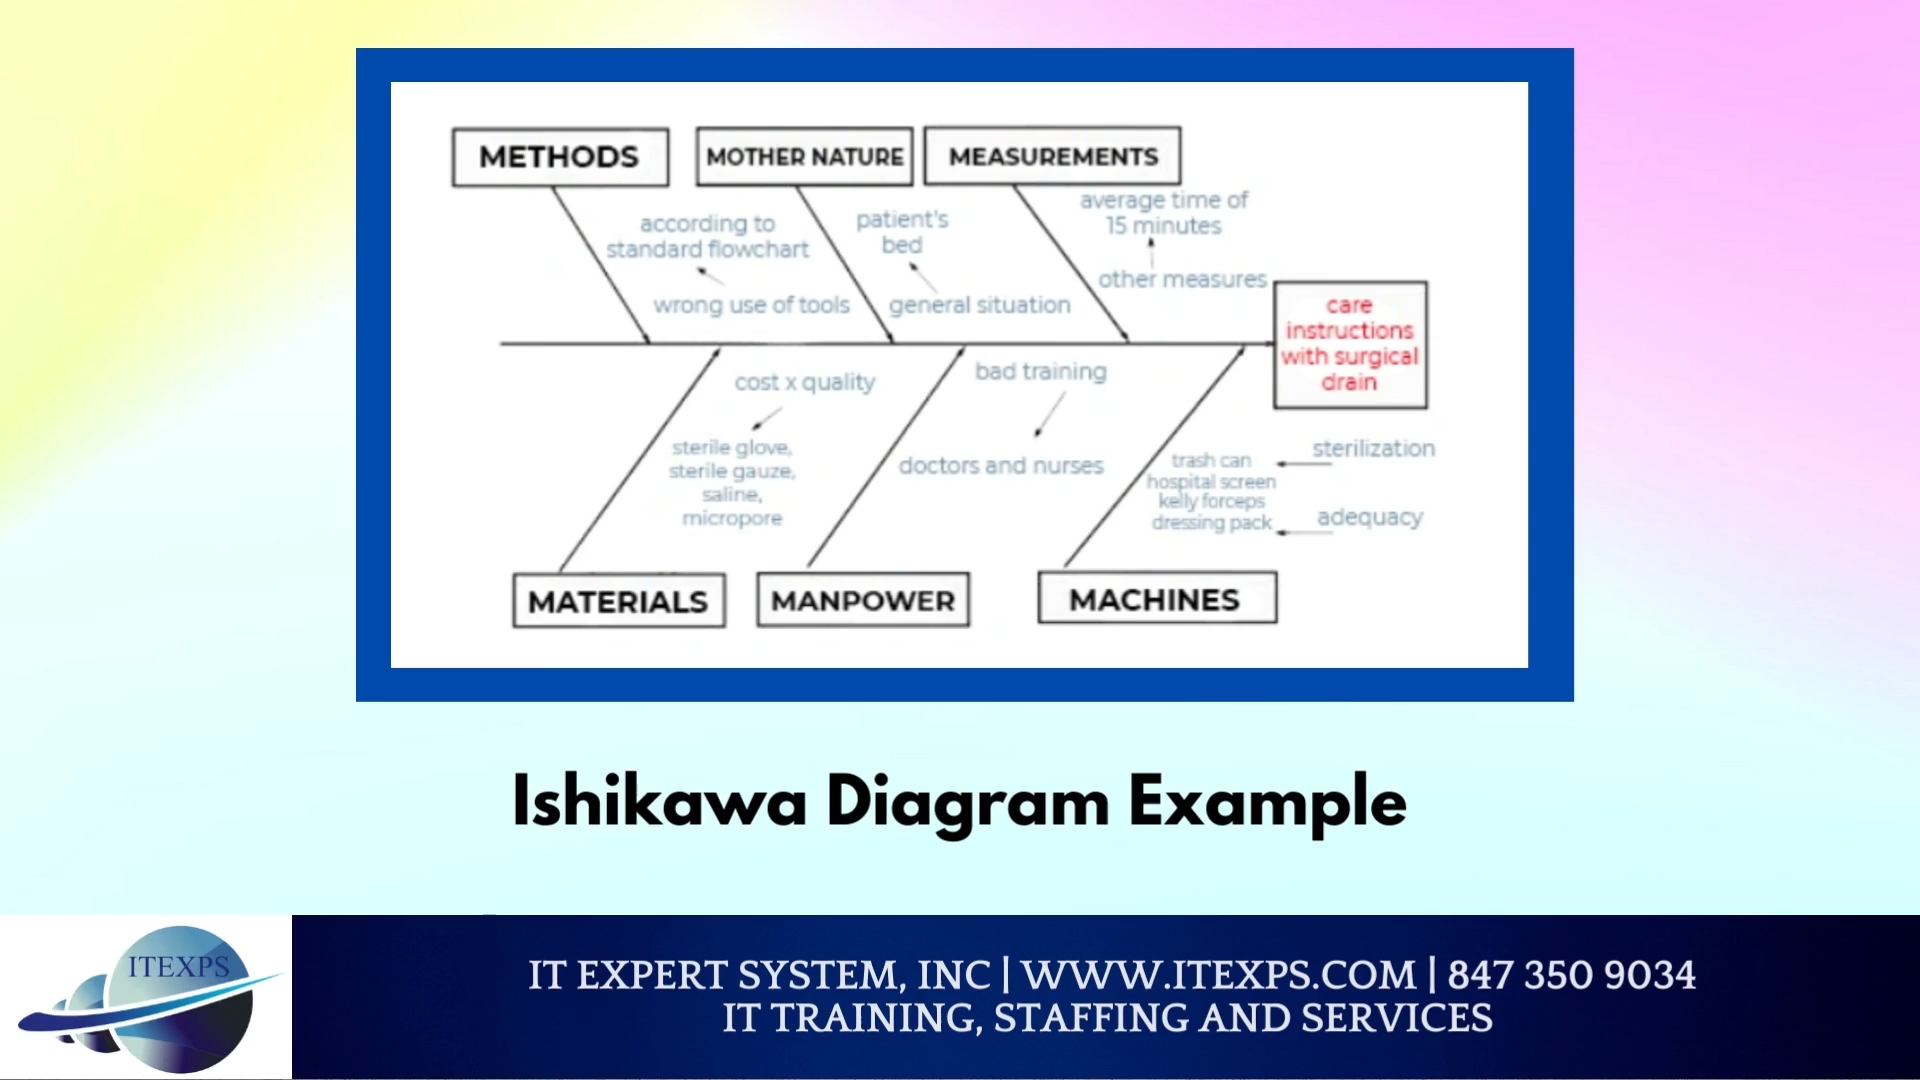 METHODS
MOTHER NATURE
MEASUREMENTS
according to
standard flowchart
wrong use of tools
patient's
bed
general situation
average time of
15 minutes
other measures
care
instructions
with surgical
drain
cost x quality
sterile glove,
sterile gauze,
saline,
micropore
bad training
doctors and nurses
trash can
hospital screen
kelly forceps
dressing pack
sterilization
adequacy
MATERIALS
MANPOWER
MACHINES
Ishikawa Diagram Example
ITEXPS
IT EXPERT SYSTEM, INC | WWW.ITEXPS.COM | 847 350 9034
IT TRAINING, STAFFING AND SERVICES